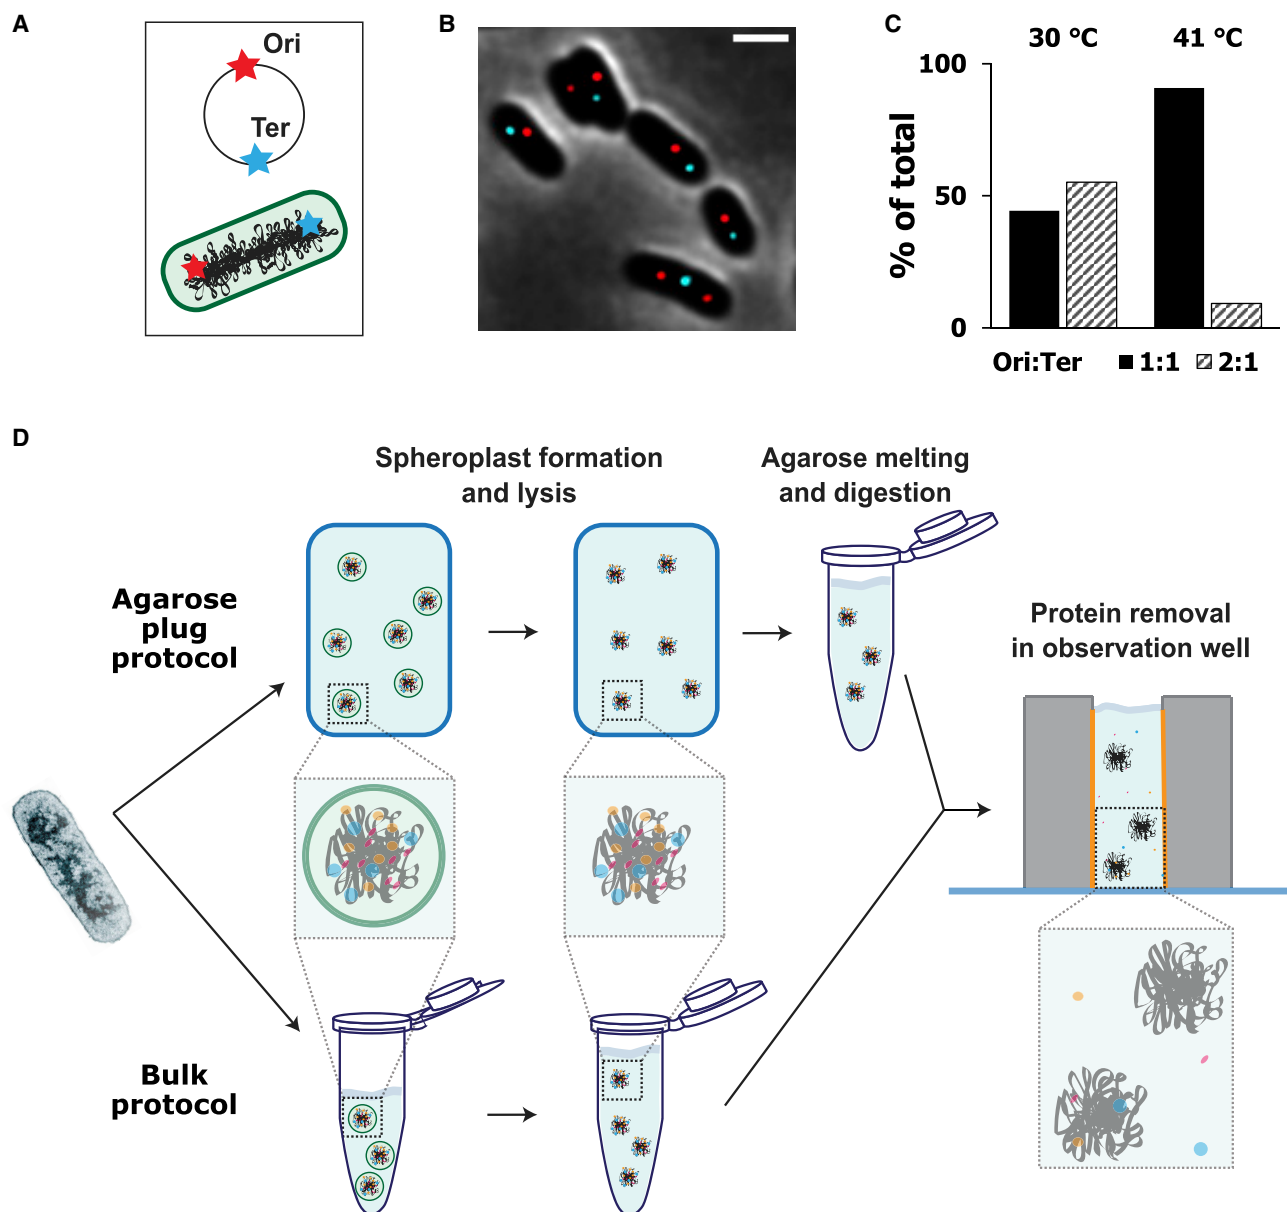 A
Ori
Ter
B
C
30 °C
41 °C
100
50
0
% of total
Ori:Ter
1:1
2:1
D
Spheroplast formation
and lysis
Agarose melting
and digestion
Agarose
plug
protocol
Protein removal
in observation well
Bulk
protocol